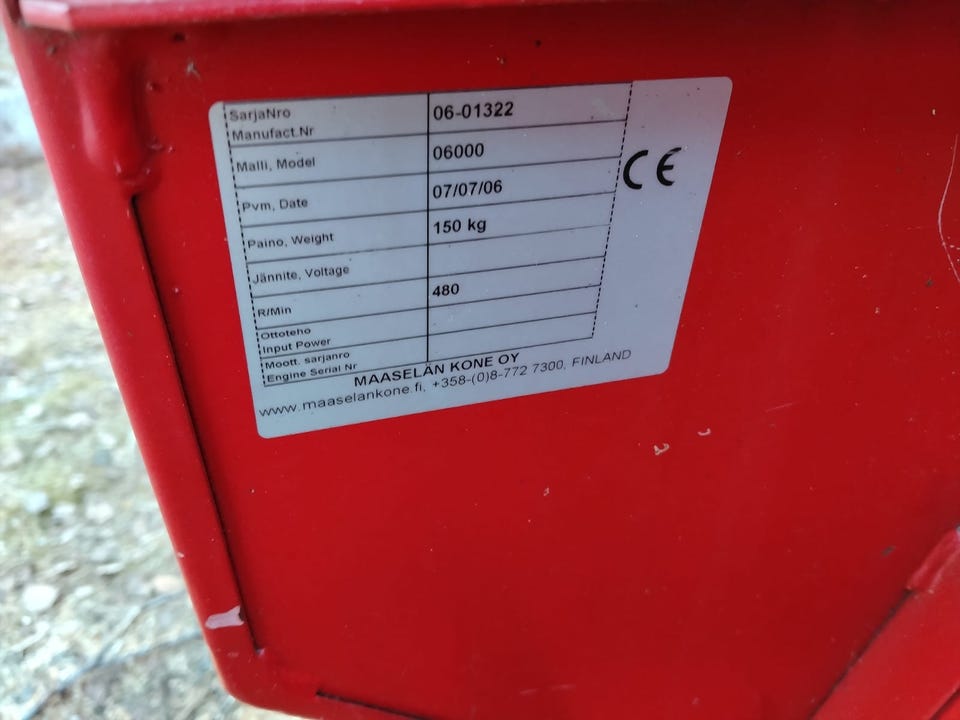 SarjaNro
Manufact.Nr
06-01322
Malli, Model
06000
Pvm, Date
07/07/06
Paino, Weight
150 kg
Jännite, Voltage
R/Min
480
Ottoteho
Input Power
Moott. sarjanro
Engine Serial Nr
CE
MAASELÄN KONE OY
www.maaselankone.fi, +358-(0)8-772 7300, FINLAND